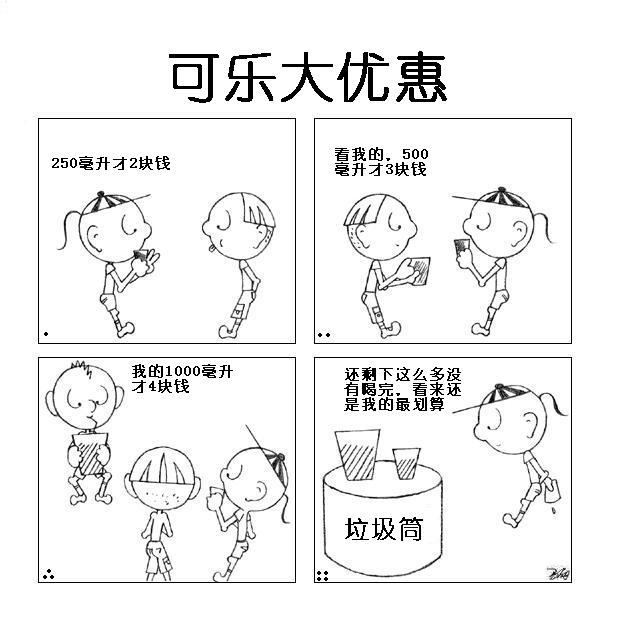 可乐大优惠
250毫升才2块钱
看我的，500
毫升才3块钱
我的1000毫升
才4块钱
还剩下这么多没
有喝完，看来还
是我的最划算
垃圾筒